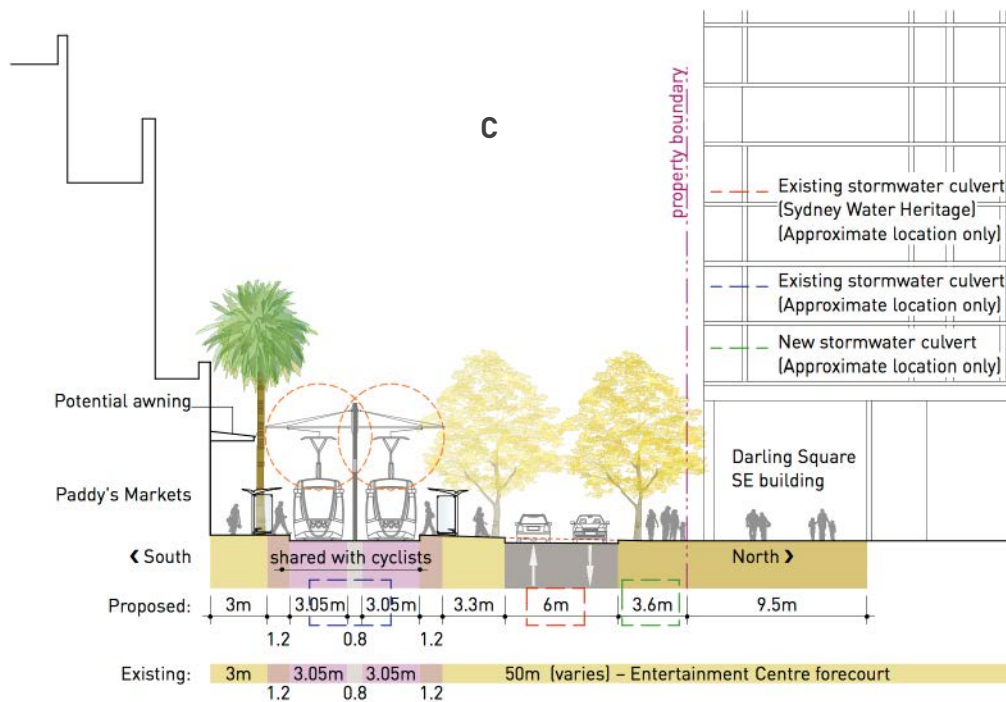 C
property boundary
Existing stormwater culvert
(Sydney Water Heritage)
(Approximate location only)
Existing stormwater culvert
(Approximate location only)
New stormwater culvert
(Approximate location only)
Potential awning
Paddy's Markets
Darling Square
SE building
‹ South
shared with cyclists
North ›
Proposed: 3m 3.05m 3.05m 3.3m 6m 3.6m 9.5m
1.2 0.8 1.2
Existing: 3m 3.05m 3.05m 50m (varies) – Entertainment Centre forecourt
1.2 0.8 1.2